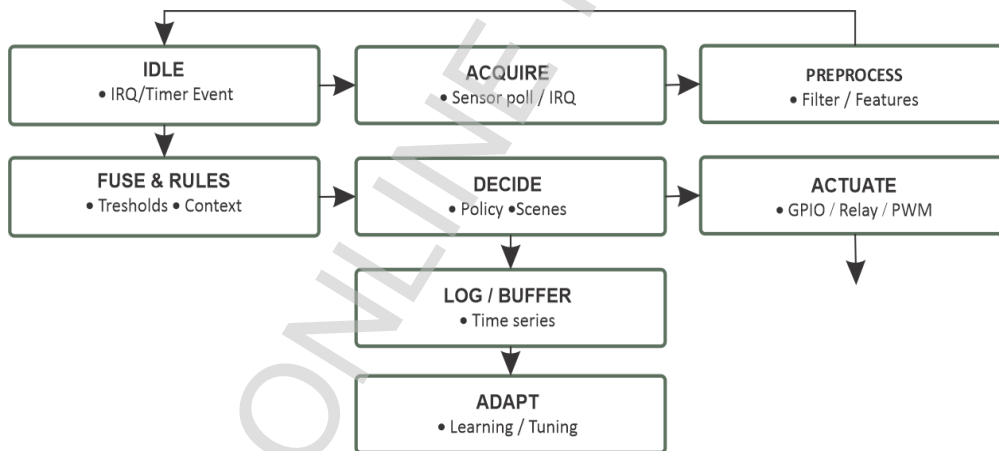 IDLE
• IRQ/Timer Event
ACQUIRE
• Sensor poll / IRQ
PREPROCESS
• Filter / Features
FUSE & RULES
• Tresholds • Context
DECIDE
• Policy •Scenes
ACTUATE
• GPIO / Relay / PWM
LOG / BUFFER
• Time series
ADAPT
• Learning / Tuning
ONLINE